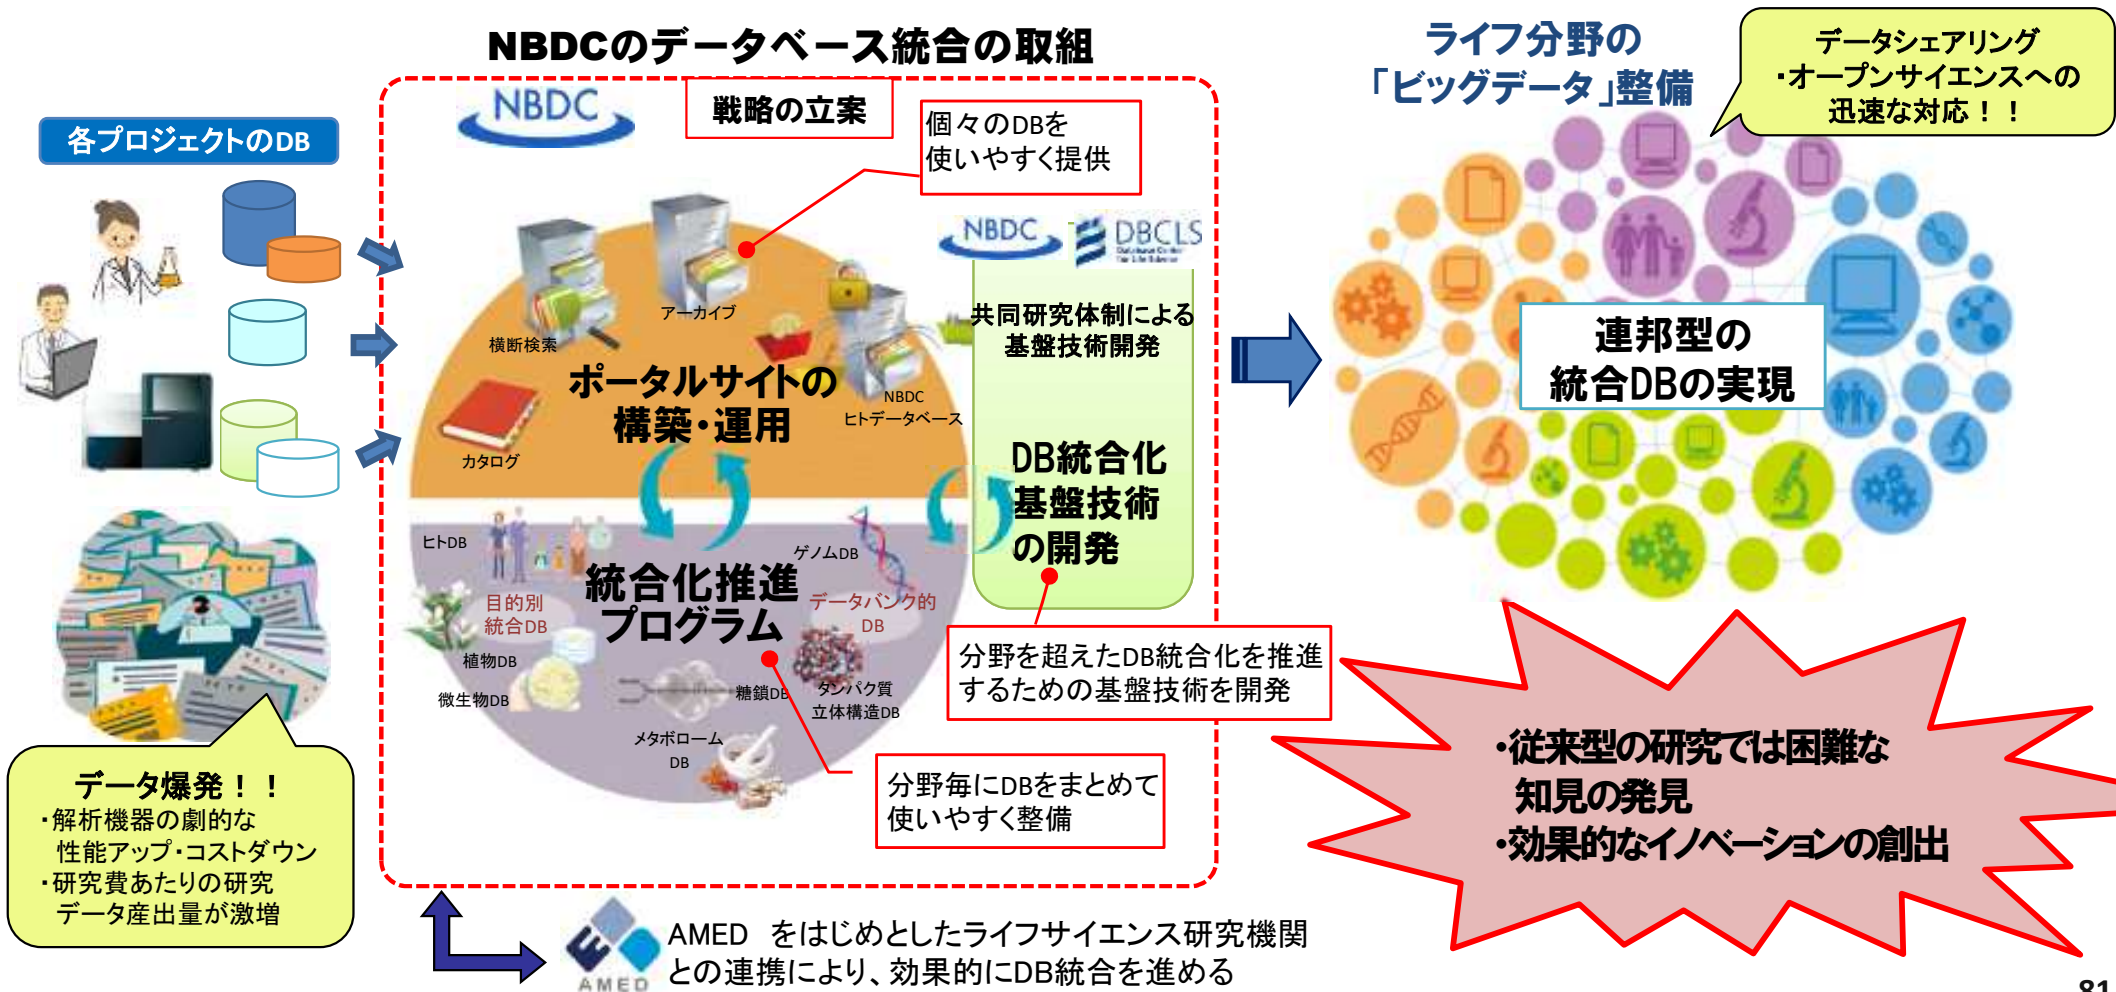 NBDCのデータベース統合の取組
各プロジェクトのDB
データ爆発！！
・解析機器の劇的な
性能アップ・コストダウン
・研究費あたりの研究
データ産出量が激増
NBDC
戦略の立案
個々のDBを
使いやすく提供
横断検索
アーカイブ
カタログ
NBDC
ヒトデータベース
ポータルサイトの
構築・運用
NBDC
DBCLS
Database Center
for Life Science
共同研究体制による
基盤技術開発
DB統合化
基盤技術
の開発
ヒトDB
ゲノムDB
統合化推進
プログラム
目的別
統合DB
データバンク的
DB
植物DB
微生物DB
糖鎖DB
タンパク質
立体構造DB
メタボローム
DB
分野を超えたDB統合化を推進
するための基盤技術を開発
分野毎にDBをまとめて
使いやすく整備
AMED
AMED　をはじめとしたライフサイエンス研究機関
との連携により、効果的にDB統合を進める
ライフ分野の
「ビッグデータ」整備
データシェアリング
・オープンサイエンスへの
迅速な対応！！
連邦型の
統合DBの実現
・従来型の研究では困難な
知見の発見
・効果的なイノベーションの創出
81